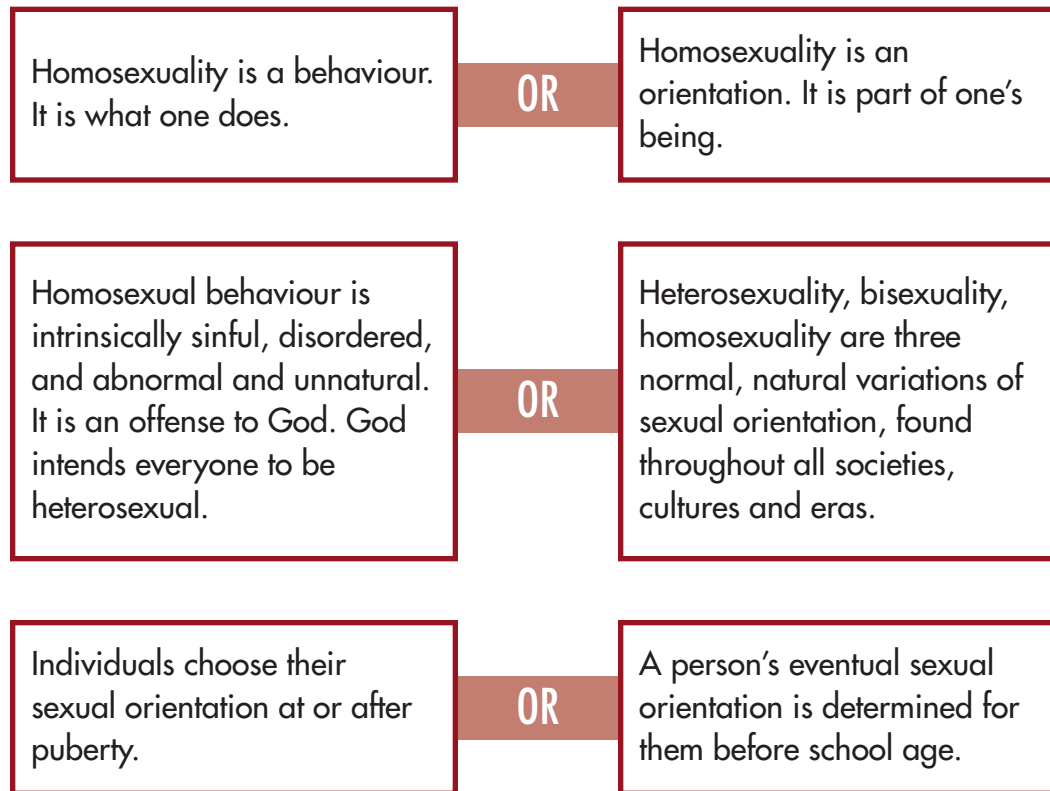 Homosexuality is a behaviour.
It is what one does.
OR
Homosexuality is an
orientation. It is part of one’s
being.
Homosexual behaviour is
intrinsically sinful, disordered,
and abnormal and unnatural.
It is an offense to God. God
intends everyone to be
heterosexual.
OR
Heterosexuality, bisexuality,
homosexuality are three
normal, natural variations of
sexual orientation, found
throughout all societies,
cultures and eras.
Individuals choose their
sexual orientation at or after
puberty.
OR
A person’s eventual sexual
orientation is determined for
them before school age.